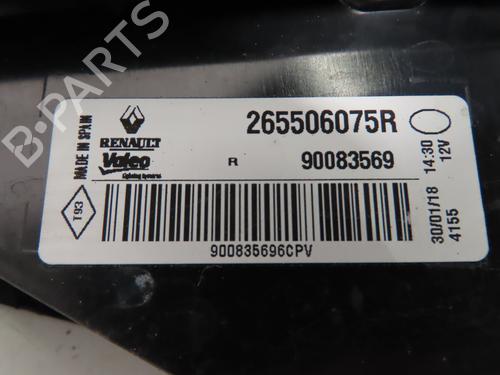 B-PARTS
MADE IN SPAIN
RENAULT
265506075R
Valeo
Lighting Systems
R
90083569
T93
900835696CPV
30/01/18 14:30
4155 12V